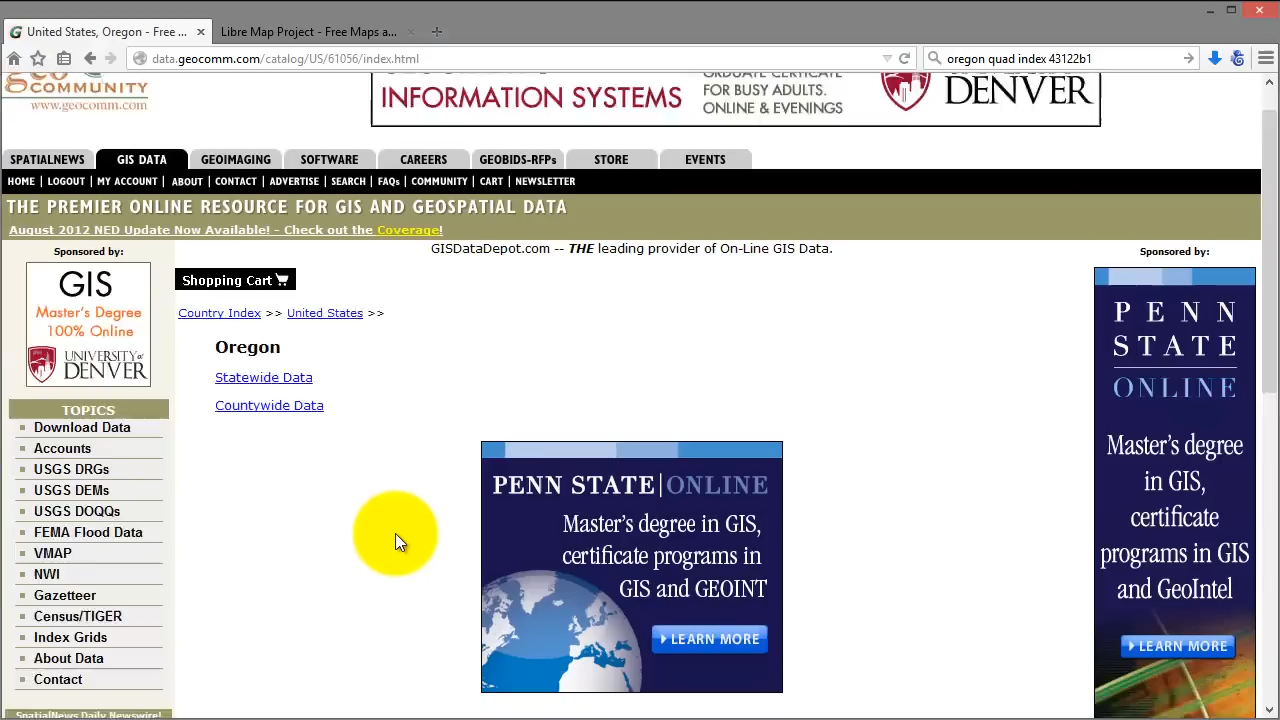 United States, Oregon - Free ...
Libre Map Project - Free Maps a...
data.geocomm.com/catalog/US/61056/index.html
oregon quad index 43122b1
COMMUNITY
www.geocomm.com
INFORMATION SYSTEMS
GRADUATE CERTIFICATE
FOR BUSY ADULTS.
ONLINE & EVENINGS
DENVER
SPATIALNEWS
GIS DATA
GEOIMAGING
SOFTWARE
CAREERS
GEOBIDS-RFPs
STORE
EVENTS
HOME | LOGOUT | MY ACCOUNT | ABOUT | CONTACT | ADVERTISE | SEARCH | FAQs | COMMUNITY | CART | NEWSLETTER
THE PREMIER ONLINE RESOURCE FOR GIS AND GEOSPATIAL DATA
August 2012 NED Update Now Available! - Check out the Coverage!
Sponsored by:
GIS
Master's Degree
100% Online
UNIVERSITY of
DENVER
TOPICS
Download Data
Accounts
USGS DRGs
USGS DEMs
USGS DOQQs
FEMA Flood Data
VMAP
NWI
Gazetteer
Census/TIGER
Index Grids
About Data
Contact
SpatialNews Daily Newswire!
GISDataDepot.com -- THE leading provider of On-Line GIS Data.
Shopping Cart
Country Index >> United States >>
Oregon
Statewide Data
Countywide Data
PENN STATE | ONLINE
Master's degree in GIS,
certificate programs in
GIS and GEOINT
LEARN MORE
Sponsored by:
PENN
STATE
ONLINE
Master's degree
in GIS,
certificate
programs in GIS
and GeoIntel
LEARN MORE